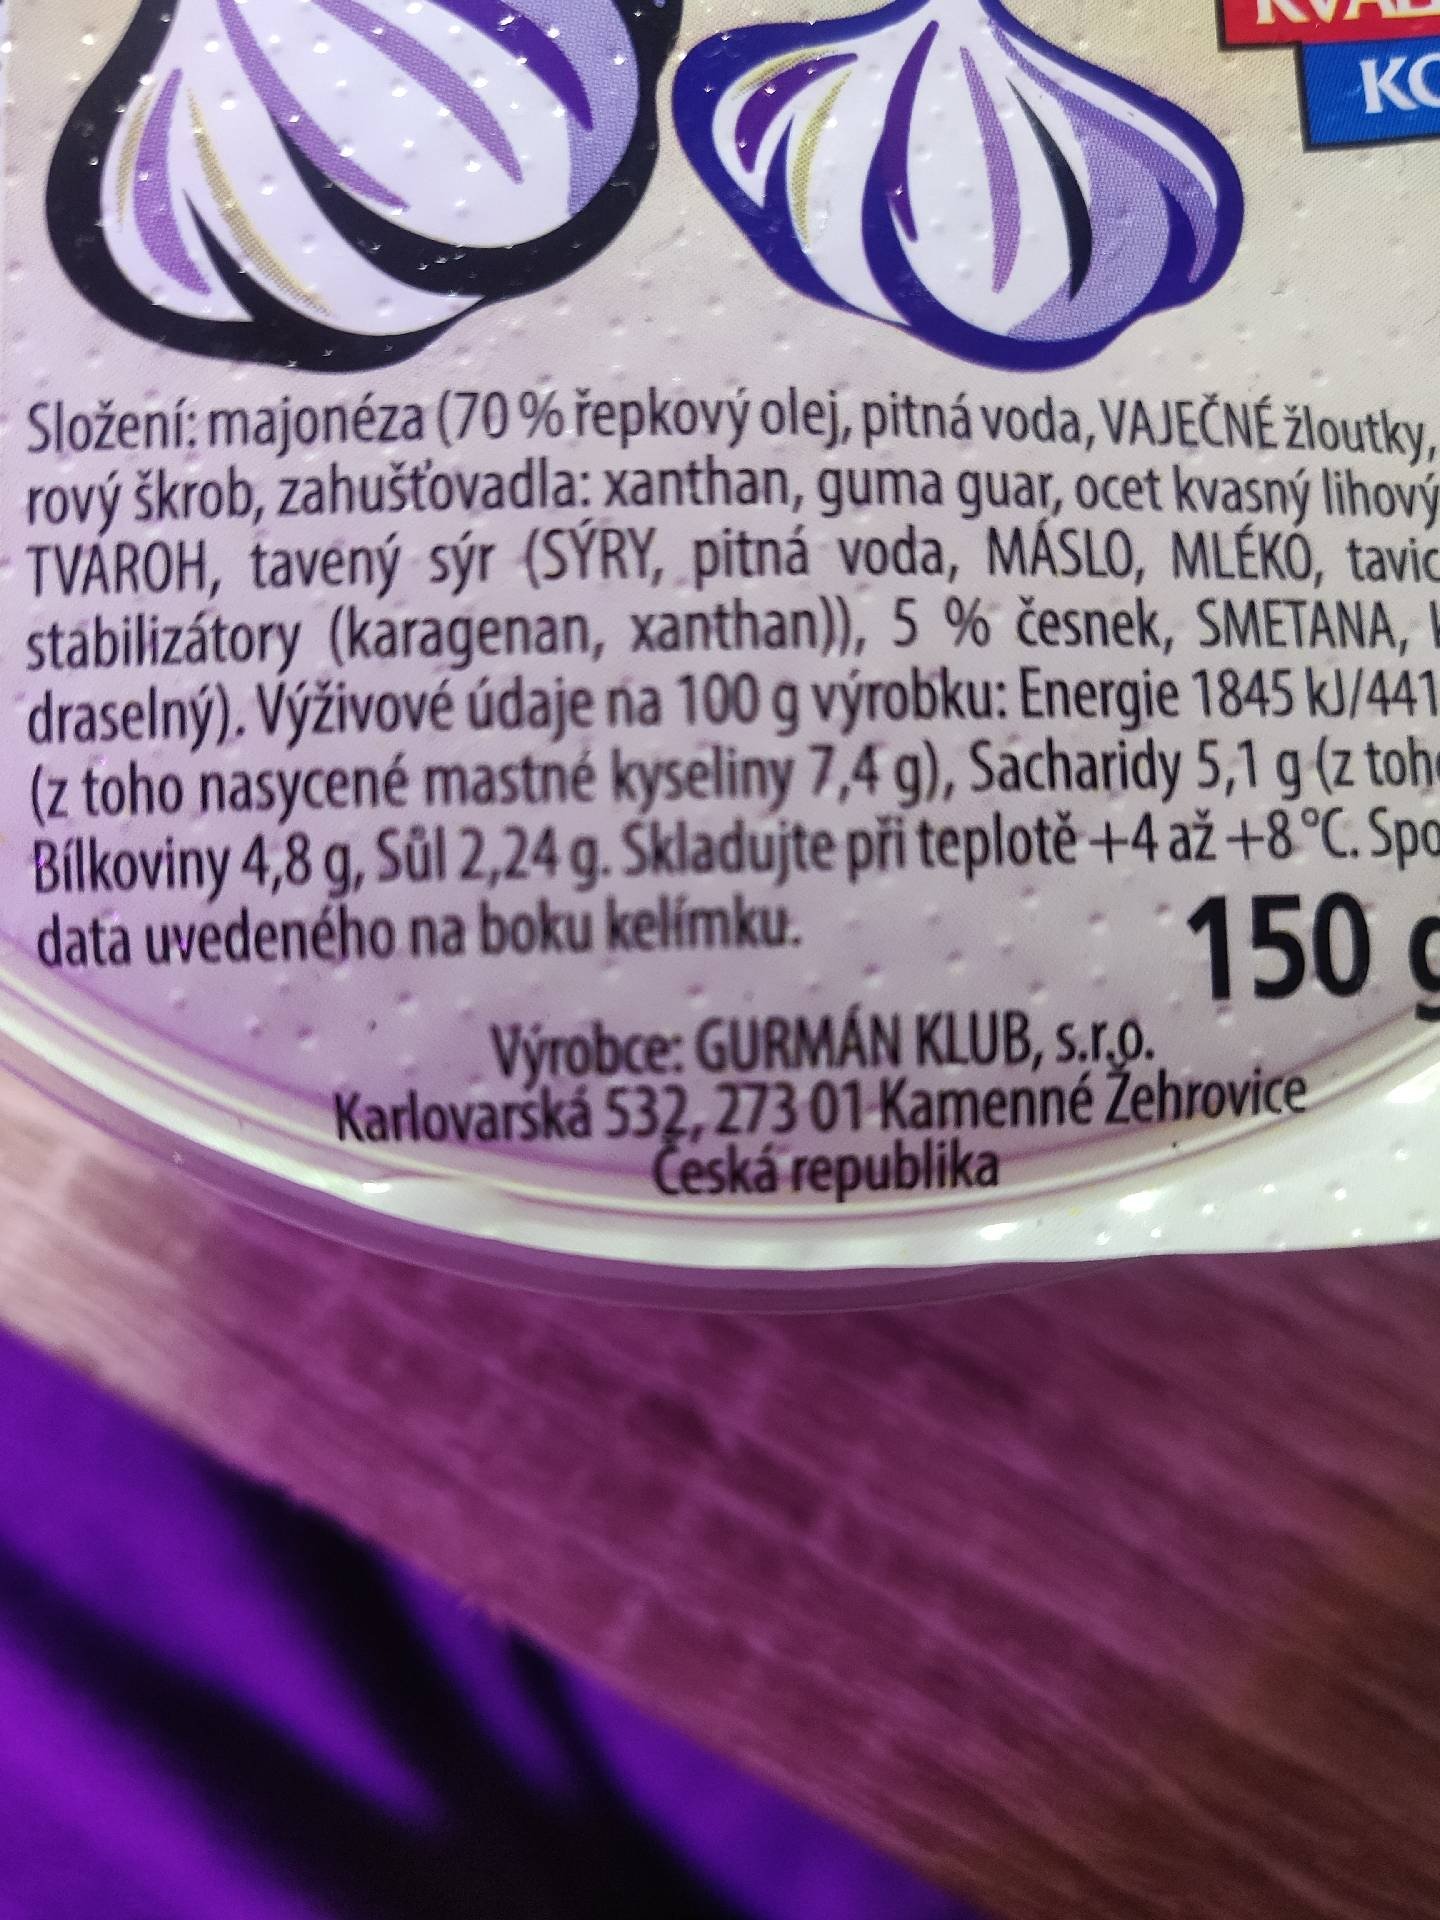 KVAL
KO
Složení: majonéza (70 % řepkový olej, pitná voda, VAJEČNÉ žloutky,
rový škrob, zahušťovadla: xanthan, guma guar, ocet kvasný lihový
TVAROH, tavený sýr (SÝRY, pitná voda, MÁSLO, MLÉKO, tavic
stabilizátory (karagenan, xanthan)), 5 % česnek, SMETANA,
draselný). Výživové údaje na 100 g výrobku: Energie 1845 kJ/441
(z toho nasycené mastné kyseliny 7,4 g), Sacharidy 5,1 g (z toho
Bílkoviny 4,8 g, Sůl 2,24 g. Skladujte při teplotě +4 až +8 °C. Spo
data uvedeného na boku kelímku.
150 g
Výrobce: GURMÁN KLUB, s.r.o.
Karlovarská 532, 273 01 Kamenné Žehrovice
Česká republika